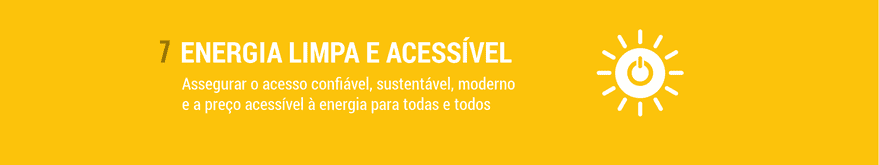 7 ENERGIA LIMPA E ACESSÍVEL
Assegurar o acesso confiável, sustentável, moderno
e a preço acessível à energia para todas e todos